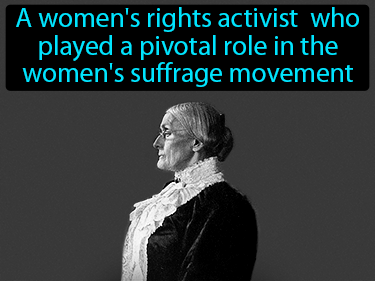 A women's rights activist  who
played a pivotal role in the
women's suffrage movement